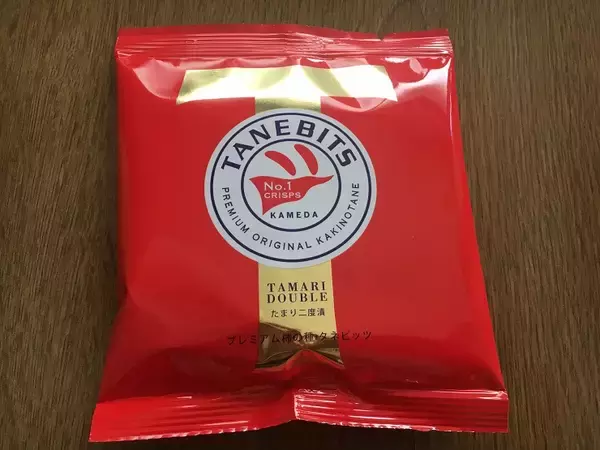 TANEBITS
No.1
CRISPS
KAMEDA
PREMIUM ORIGINAL KAKINOTANE
TAMARI
DOUBLE
たまり二度漬
プレミアム柿の種・タネビッツ